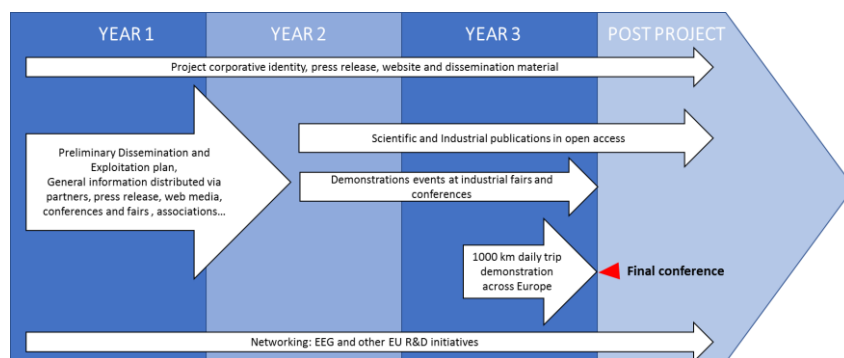 YEAR 1 YEAR 2 YEAR 3 POST PROJECT
Project corporative identity, press release, website and dissemination material
Preliminary Dissemination and
Exploitation plan,
General information distributed via
partners, press release, web media,
conferences and fairs , associations...
Scientific and Industrial publications in open access
Demonstrations events at industrial fairs and
conferences
1000 km daily trip
demonstration
across Europe
Final conference
Networking: EEG and other EU R&D initiatives